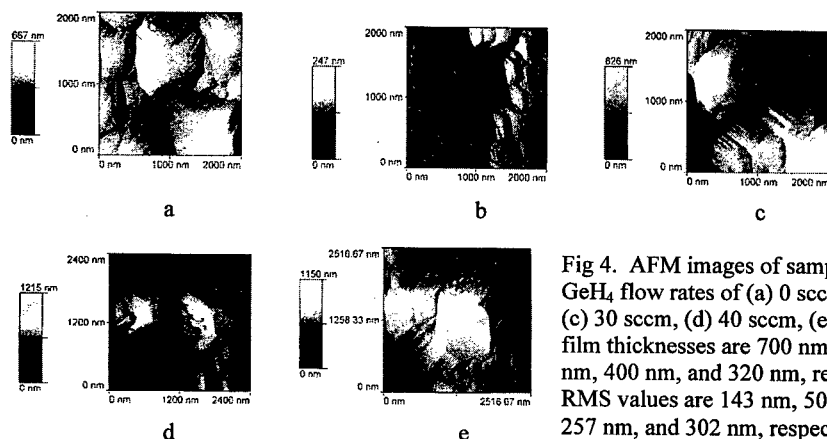 2000 nm
667 nm
1000 nm
0 nm
0 nm
0 nm 1000 nm 2000 nm
a
2000 nm
247 nm
1000 nm
0 nm
0 nm
0 nm 1000 nm 2000 nm
b
2000 nm
626 nm
1000 nm
0 nm
0 nm
0 nm 1000 nm 2000 nm
c
2400 nm
1215 nm
1200 nm
0 nm
0 nm
0 nm 1200 nm 2400 nm
d
2516.67 nm
1150 nm
1258.33 nm
0 nm
0 nm
0 nm 2516.67 nm
e
Fig 4. AFM images of samp
GeH₄ flow rates of (a) 0 scc
(c) 30 sccm, (d) 40 sccm, (e
film thicknesses are 700 nm
nm, 400 nm, and 320 nm, re
RMS values are 143 nm, 50
257 nm, and 302 nm, respec